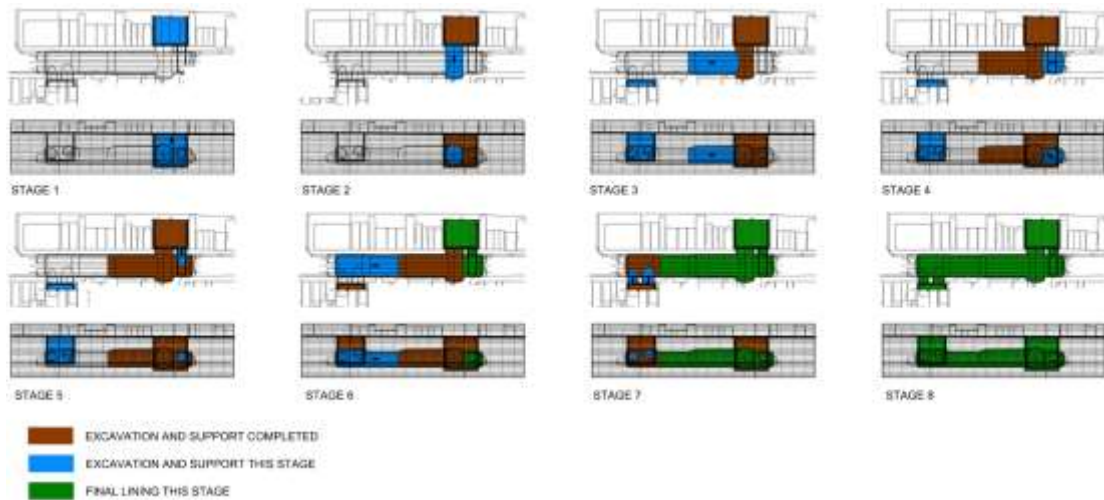 STAGE 1
STAGE 2
STAGE 3
STAGE 4
STAGE 5
STAGE 6
STAGE 7
STAGE 8
EXCAVATION AND SUPPORT COMPLETED
EXCAVATION AND SUPPORT THIS STAGE
FINAL LINING THIS STAGE